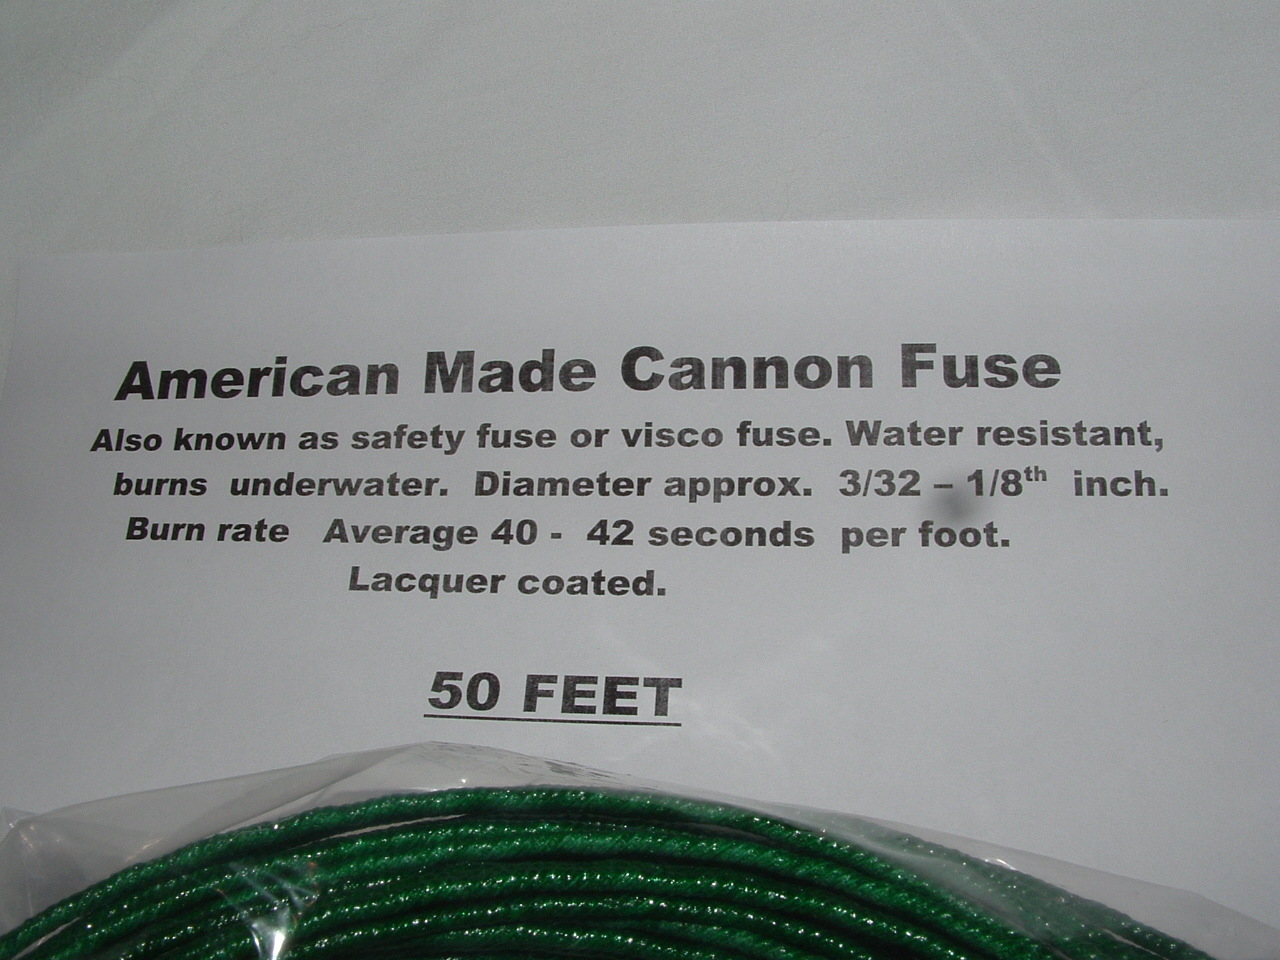 American Made Cannon Fuse
Also known as safety fuse or visco fuse. Water resistant,
burns underwater. Diameter approx. 3/32 – 1/8th inch.
Burn rate Average 40 - 42 seconds per foot.
Lacquer coated.
50 FEET